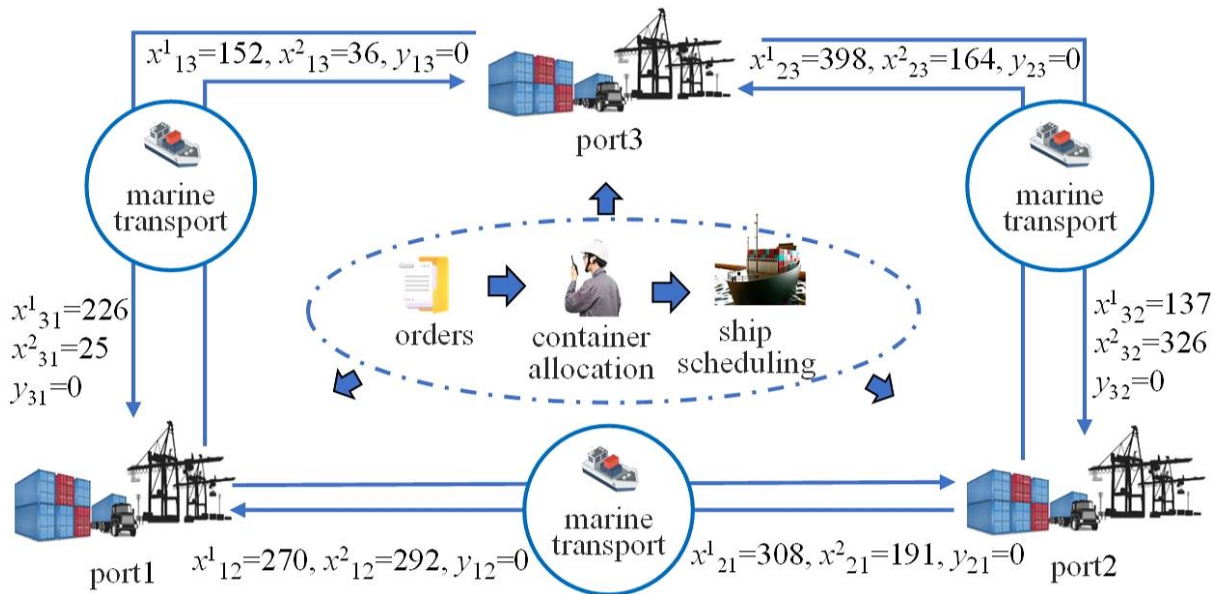 x¹₁₃=152, x²₁₃=36, y₁₃=0
x¹₂₃=398, x²₂₃=164, y₂₃=0
port3
marine
transport
marine
transport
orders
container
allocation
ship
scheduling
x¹₃₁=226
x²₃₁=25
y₃₁=0
x¹₃₂=137
x²₃₂=326
y₃₂=0
marine
transport
port1
x¹₁₂=270, x²₁₂=292, y₁₂=0
x¹₂₁=308, x²₂₁=191, y₂₁=0
port2